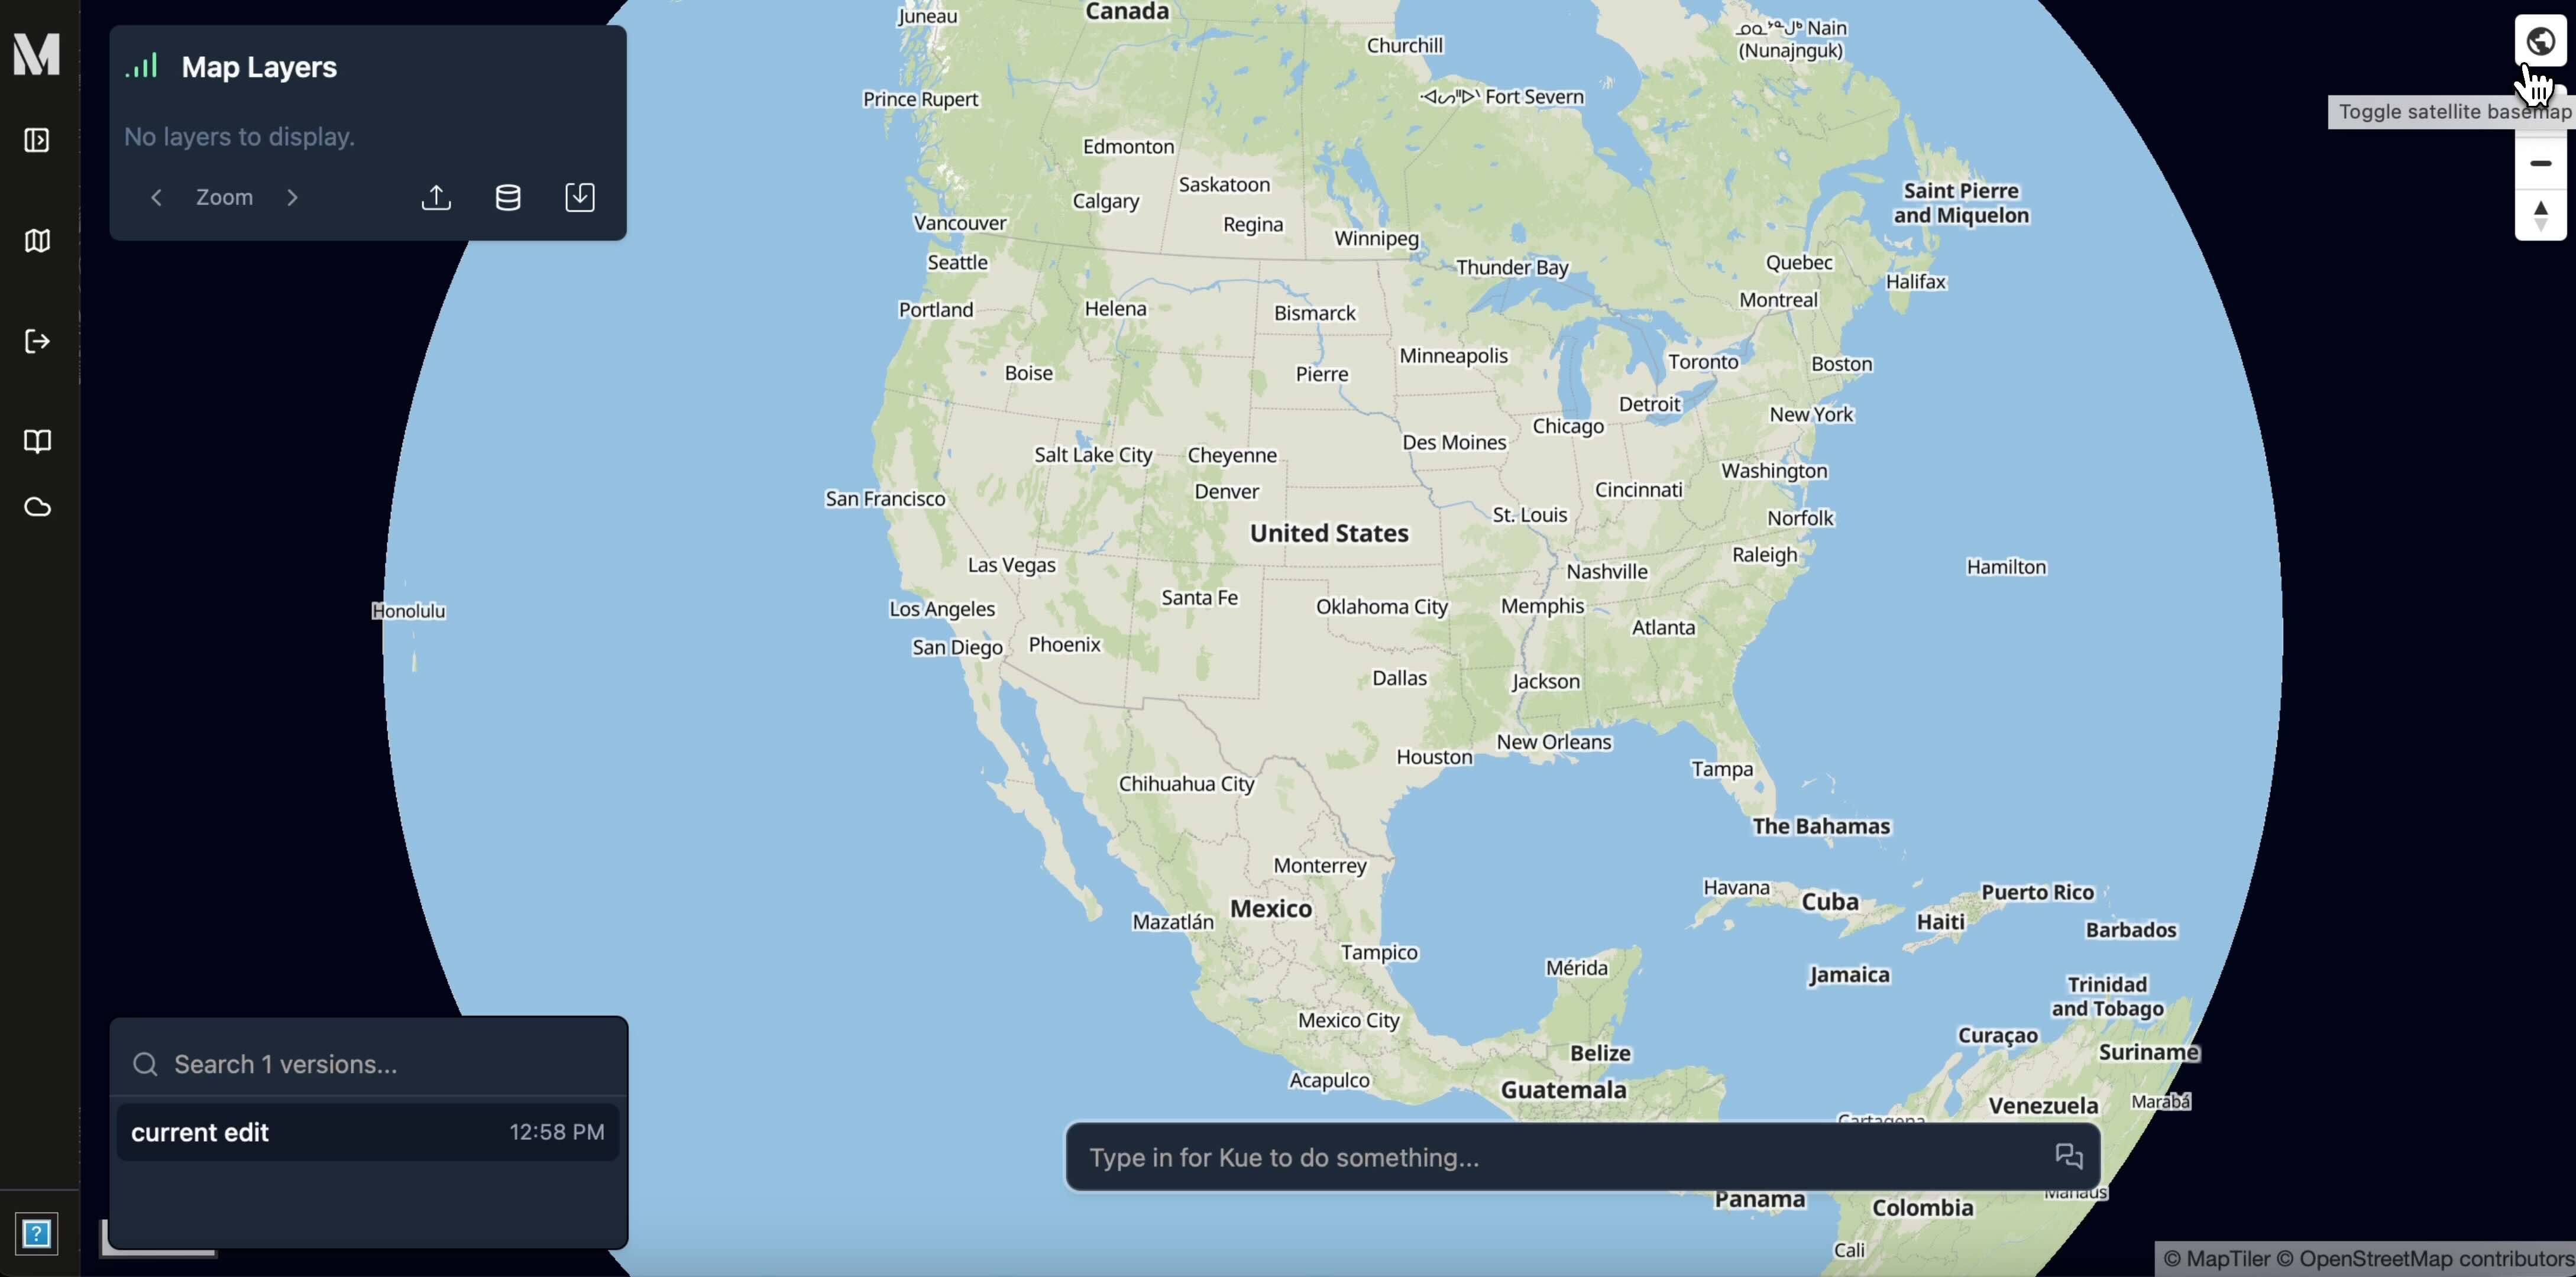 M
Map Layers
No layers to display.
Zoom
Toggle satellite basemap
Juneau
Canada
Churchill
Nain
(Nunajnguk)
Prince Rupert
Fort Severn
Edmonton
Saskatoon
Calgary
Regina
Vancouver
Winnipeg
Saint Pierre
and Miquelon
Seattle
Thunder Bay
Quebec
Halifax
Portland
Helena
Bismarck
Montreal
Minneapolis
Toronto
Boston
Boise
Pierre
Detroit
New York
Chicago
Des Moines
Salt Lake City
Cheyenne
Washington
San Francisco
Denver
Cincinnati
St. Louis
Norfolk
United States
Raleigh
Las Vegas
Nashville
Hamilton
Honolulu
Los Angeles
Santa Fe
Oklahoma City
Memphis
Atlanta
San Diego
Phoenix
Dallas
Jackson
Houston
New Orleans
Tampa
Chihuahua City
The Bahamas
Monterrey
Havana
Cuba
Puerto Rico
Mexico
Mazatlán
Haiti
Barbados
Tampico
Mérida
Jamaica
Trinidad
and Tobago
Mexico City
Curaçao
Belize
Suriname
Acapulco
Guatemala
Venezuela
Marabá
Cartagena
Manaus
Panama
Colombia
Cali
Search 1 versions...
current edit 12:58 PM
Type in for Kue to do something...
?
© MapTiler © OpenStreetMap contributors